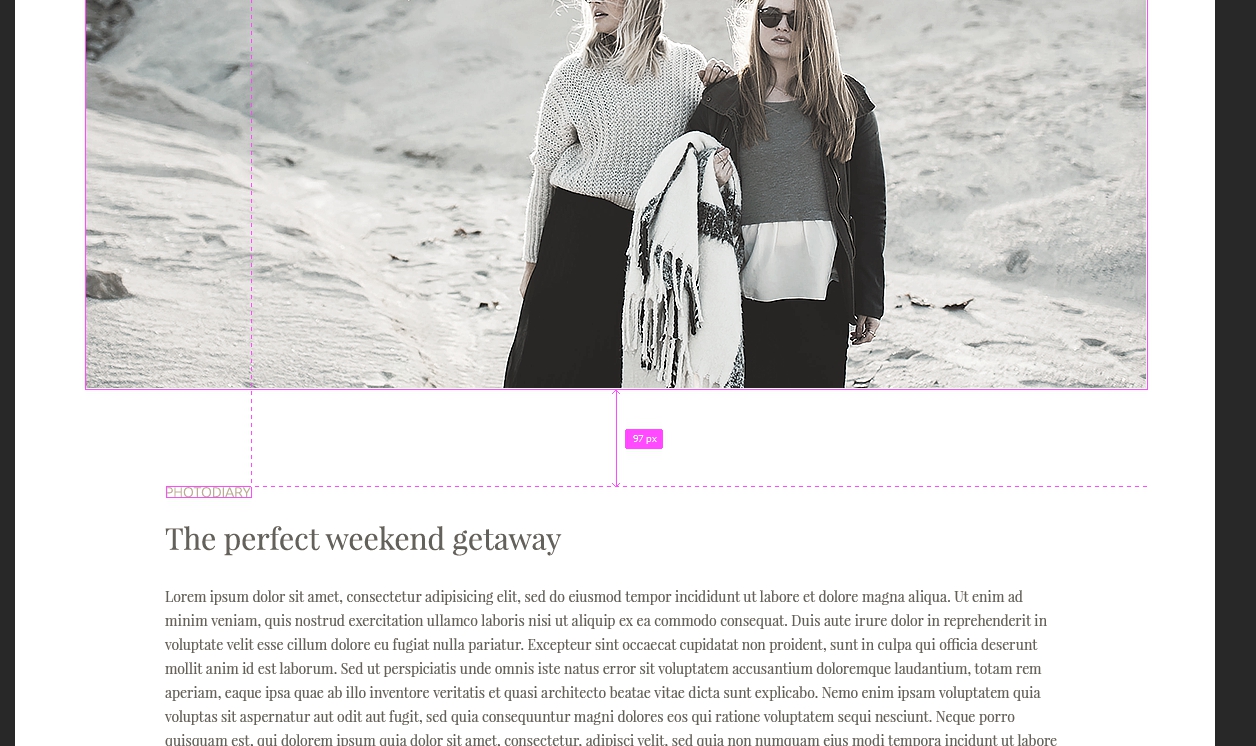 97 px
PHOTODIARY
The perfect weekend getaway
Lorem ipsum dolor sit amet, consectetur adipisicing elit, sed do eiusmod tempor incididunt ut labore et dolore magna aliqua. Ut enim ad
minim veniam, quis nostrud exercitation ullamco laboris nisi ut aliquip ex ea commodo consequat. Duis aute irure dolor in reprehenderit in
voluptate velit esse cillum dolore eu fugiat nulla pariatur. Excepteur sint occaecat cupidatat non proident, sunt in culpa qui officia deserunt
mollit anim id est laborum. Sed ut perspiciatis unde omnis iste natus error sit voluptatem accusantium doloremque laudantium, totam rem
aperiam, eaque ipsa quae ab illo inventore veritatis et quasi architecto beatae vitae dicta sunt explicabo. Nemo enim ipsam voluptatem quia
voluptas sit aspernatur aut odit aut fugit, sed quia consequuntur magni dolores eos qui ratione voluptatem sequi nesciunt. Neque porro
quisquam est, qui dolorem ipsum quia dolor sit amet, consectetur, adipisci velit, sed quia non numquam eius modi tempora incidunt ut labore